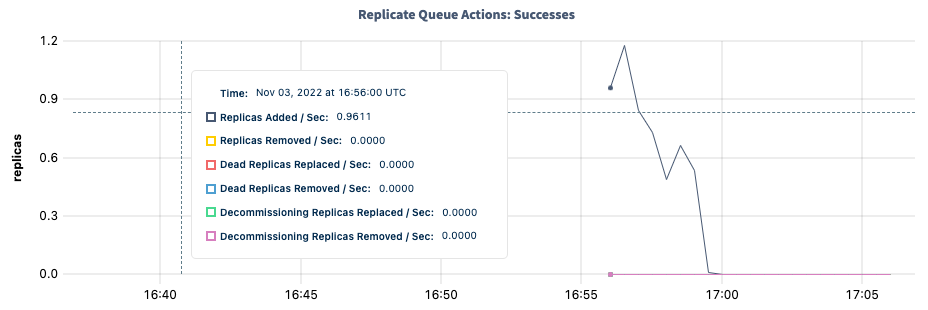 Replicate Queue Actions: Successes
1.2
0.9
0.6
0.3
0.0
replicas
Time: Nov 03, 2022 at 16:56:00 UTC
Replicas Added / Sec: 0.9611
Replicas Removed / Sec: 0.0000
Dead Replicas Replaced / Sec: 0.0000
Dead Replicas Removed / Sec: 0.0000
Decommissioning Replicas Replaced / Sec: 0.0000
Decommissioning Replicas Removed / Sec: 0.0000
16:40 16:45 16:50 16:55 17:00 17:05